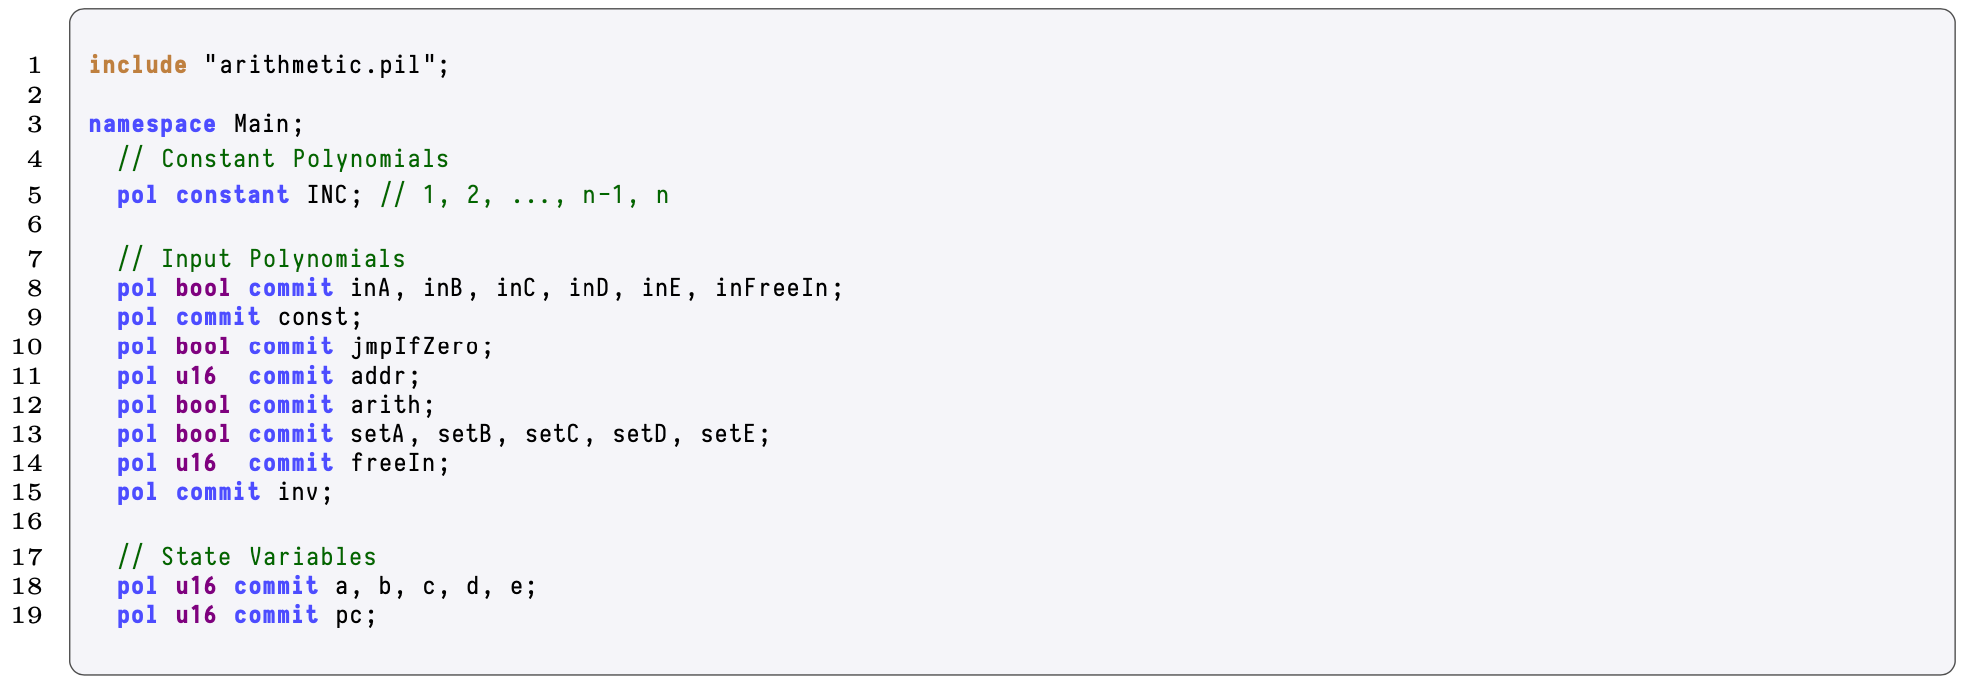 1 include "arithmetic.pil";
2
3 namespace Main;
4 // Constant Polynomials
5 pol constant INC; // 1, 2, ..., n-1, n
6
7 // Input Polynomials
8 pol bool commit inA, inB, inC, inD, inE, inFreeIn;
9 pol commit const;
10 pol bool commit jmpIfZero;
11 pol u16  commit addr;
12 pol bool commit arith;
13 pol bool commit setA, setB, setC, setD, setE;
14 pol u16  commit freeIn;
15 pol commit inv;
16
17 // State Variables
18 pol u16 commit a, b, c, d, e;
19 pol u16 commit pc;